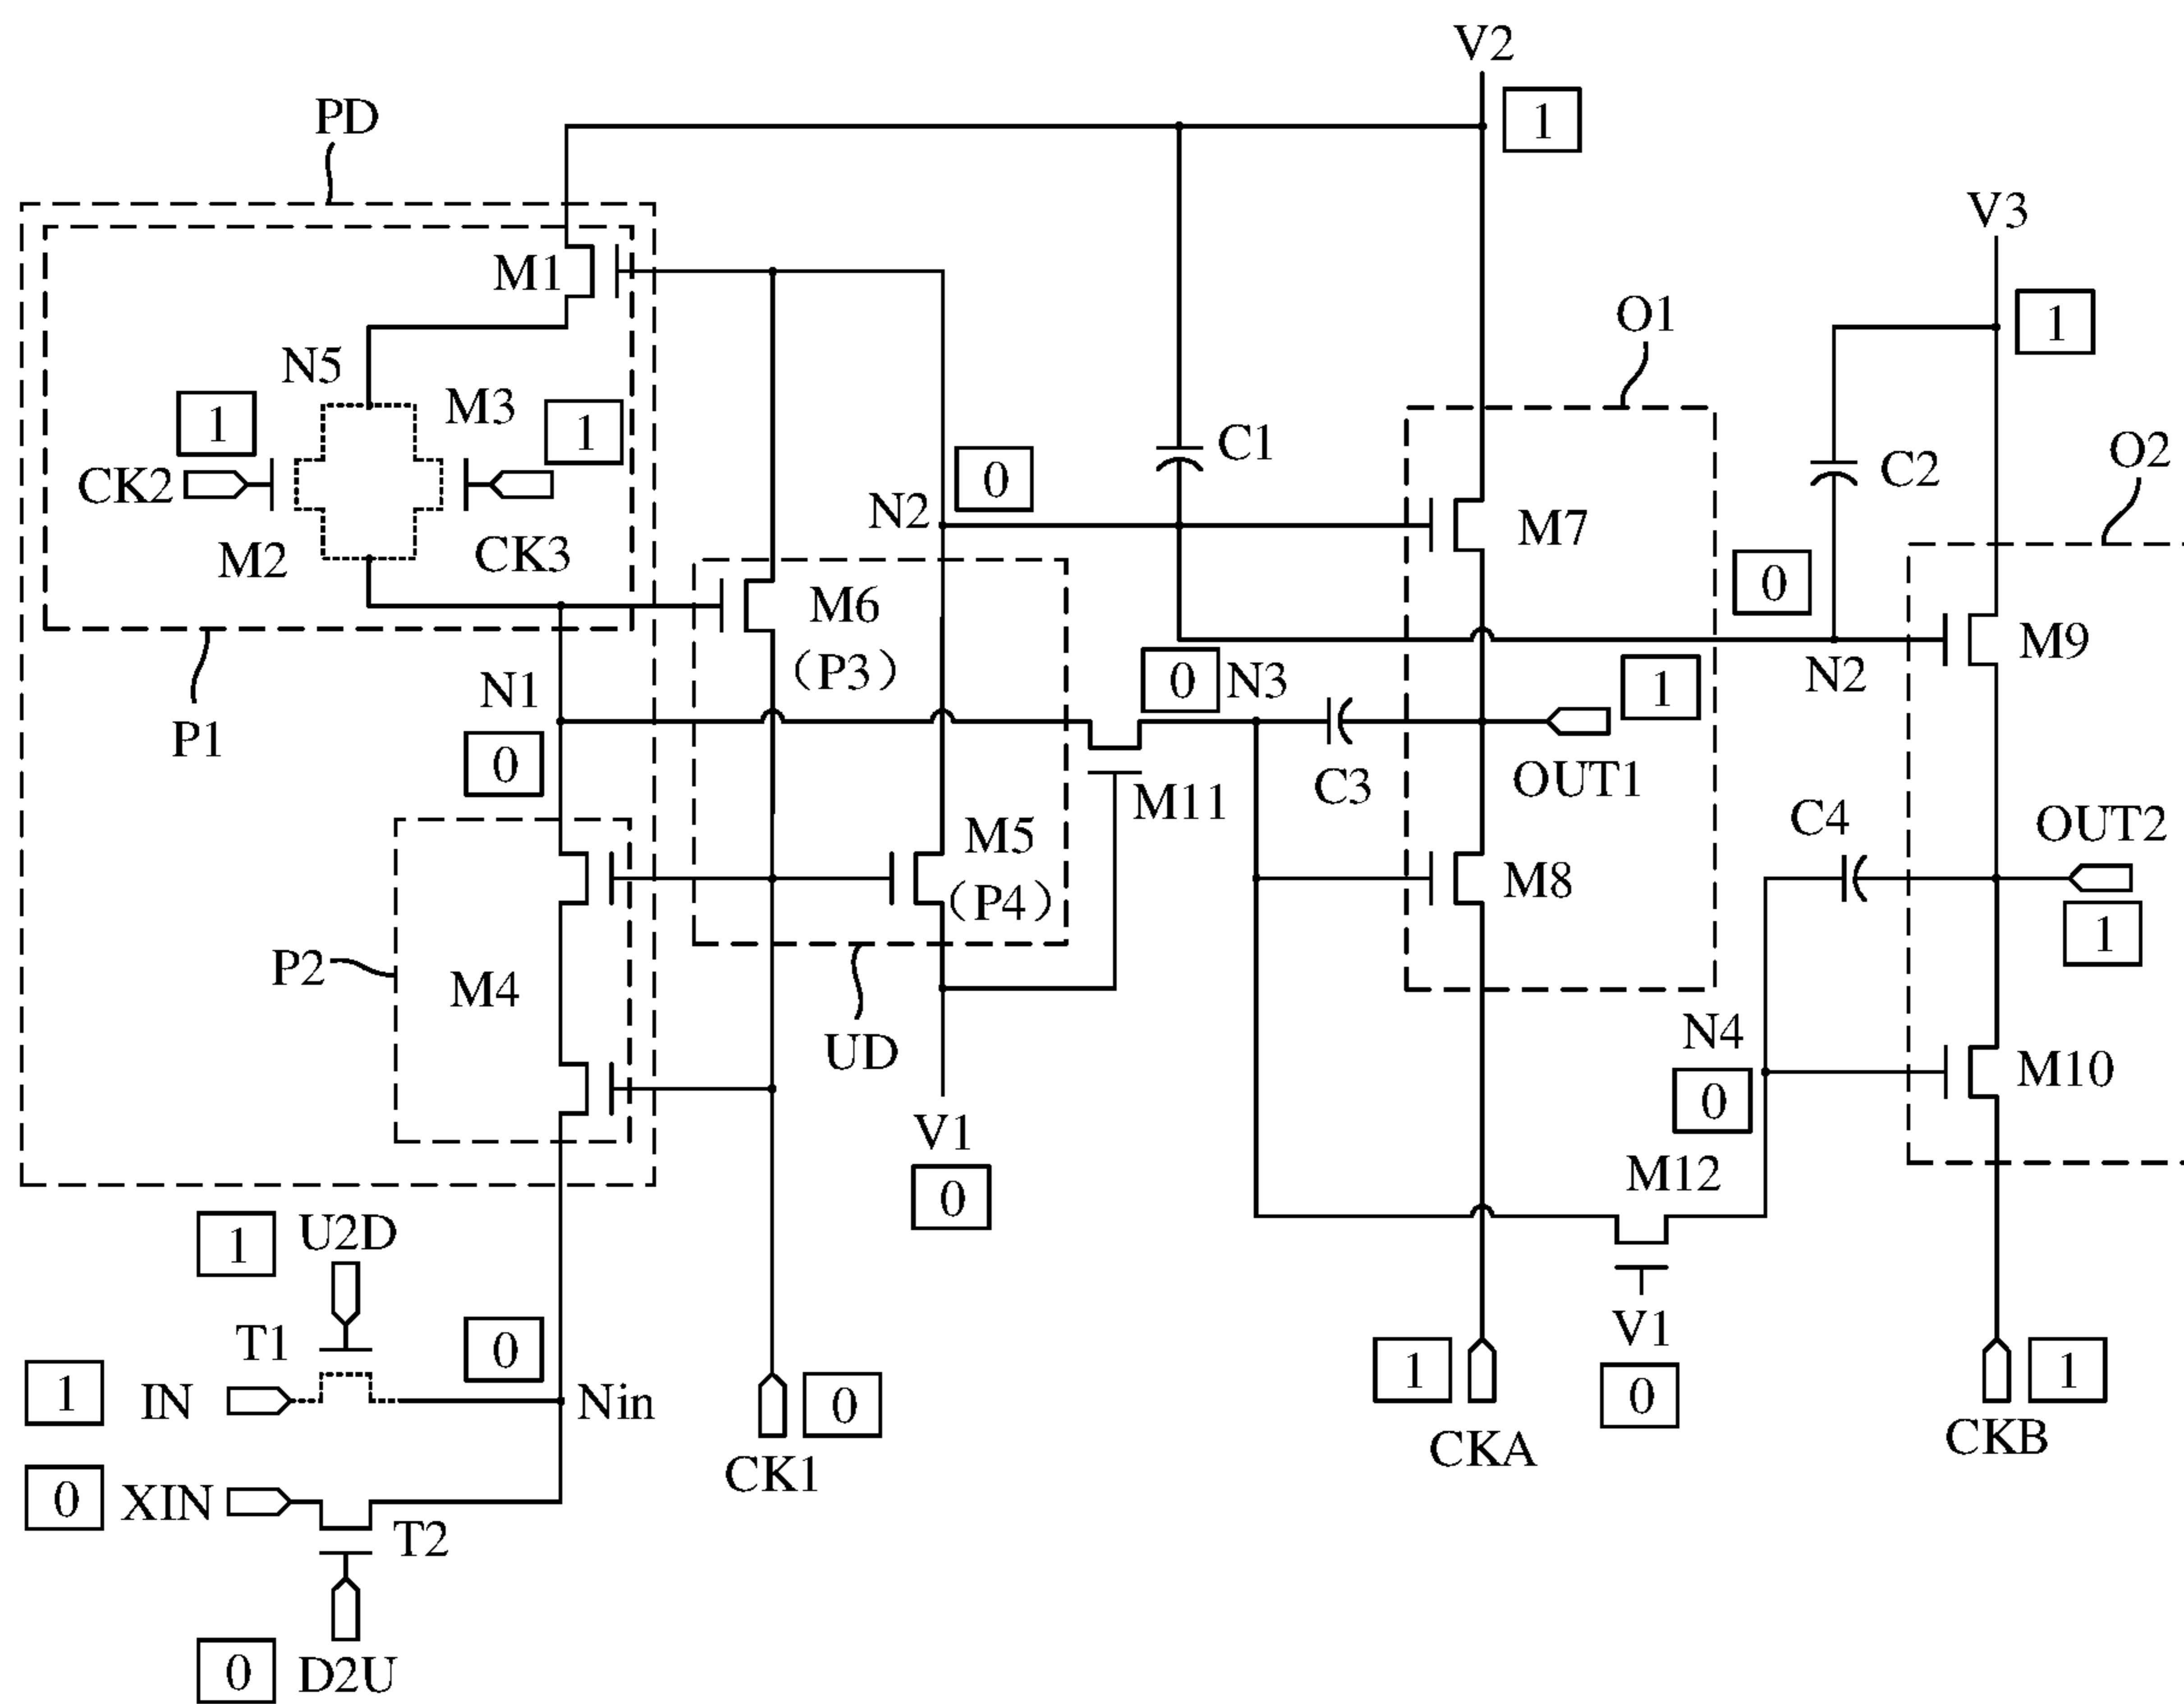 V2
1
PD
V3
M1
O1
1
N5
M3
1
1
C1
O2
CK2
0
C2
N2
M7
M2
CK3
0
M6
M9
(P3)
0
N3
1
N2
N1
P1
0
M11
C3
OUT1
C4
OUT2
M5
(P4)
M8
1
P2
M4
N4
UD
0
M10
V1
0
M12
1
U2D
T1
0
V1
1
IN
Nin
0
1
0
1
CK1
CKA
CKB
0
XIN
T2
0
D2U